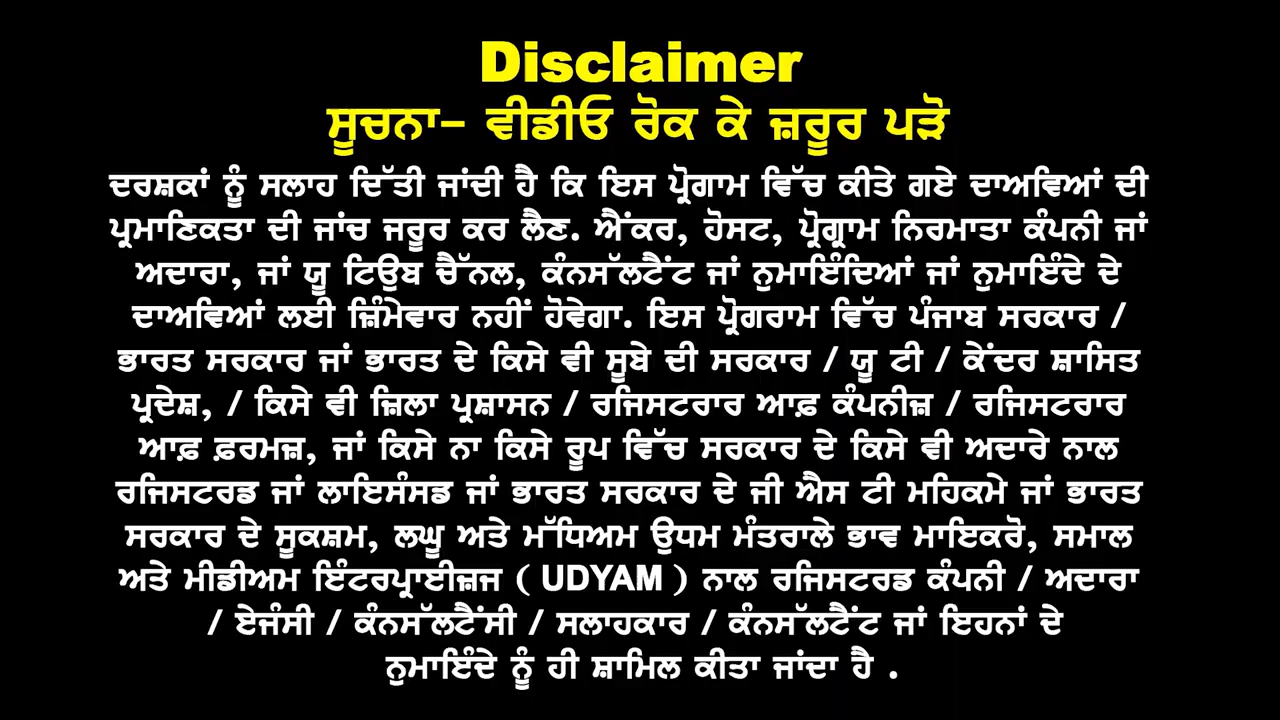 Disclaimer
ਸੂਚਨਾ- ਵੀਡੀਓ ਰੋਕ ਕੇ ਜ਼ਰੂਰ ਪੜੋ
ਦਰਸ਼ਕਾਂ ਨੂੰ ਸਲਾਹ ਦਿੱਤੀ ਜਾਂਦੀ ਹੈ ਕਿ ਇਸ ਪ੍ਰੋਗਾਮ ਵਿੱਚ ਕੀਤੇ ਗਏ ਦਾਅਵਿਆਂ ਦੀ
ਪ੍ਰਮਾਣਿਕਤਾ ਦੀ ਜਾਂਚ ਜਰੂਰ ਕਰ ਲੈਣ. ਐਂਕਰ, ਹੋਸਟ, ਪ੍ਰੋਗ੍ਰਾਮ ਨਿਰਮਾਤਾ ਕੰਪਨੀ ਜਾਂ
ਅਦਾਰਾ, ਜਾਂ ਯੂ ਟਿਉਬ ਚੈੱਨਲ, ਕੰਨਸੱਲਟੈਂਟ ਜਾਂ ਨੁਮਾਇੰਦਿਆਂ ਜਾਂ ਨੁਮਾਇੰਦੇ ਦੇ
ਦਾਅਵਿਆਂ ਲਈ ਜ਼ਿੰਮੇਵਾਰ ਨਹੀਂ ਹੋਵੇਗਾ. ਇਸ ਪ੍ਰੋਗਰਾਮ ਵਿੱਚ ਪੰਜਾਬ ਸਰਕਾਰ /
ਭਾਰਤ ਸਰਕਾਰ ਜਾਂ ਭਾਰਤ ਦੇ ਕਿਸੇ ਵੀ ਸੂਬੇ ਦੀ ਸਰਕਾਰ / ਯੂ ਟੀ / ਕੇਂਦਰ ਸ਼ਾਸਿਤ
ਪ੍ਰਦੇਸ਼, / ਕਿਸੇ ਵੀ ਜ਼ਿਲਾ ਪ੍ਰਸ਼ਾਸਨ / ਰਜਿਸਟਰਾਰ ਆਫ਼ ਕੰਪਨੀਜ਼ / ਰਜਿਸਟਰਾਰ
ਆਫ਼ ਫ਼ਰਮਜ਼, ਜਾਂ ਕਿਸੇ ਨਾ ਕਿਸੇ ਰੂਪ ਵਿੱਚ ਸਰਕਾਰ ਦੇ ਕਿਸੇ ਵੀ ਅਦਾਰੇ ਨਾਲ
ਰਜਿਸਟਰਡ ਜਾਂ ਲਾਇਸੰਸਡ ਜਾਂ ਭਾਰਤ ਸਰਕਾਰ ਦੇ ਜੀ ਐਸ ਟੀ ਮਹਿਕਮੇ ਜਾਂ ਭਾਰਤ
ਸਰਕਾਰ ਦੇ ਸੂਕਸ਼ਮ, ਲਘੂ ਅਤੇ ਮੱਧਿਅਮ ਉਧਮ ਮੰਤਰਾਲੇ ਭਾਵ ਮਾਇਕਰੋ, ਸਮਾਲ
ਅਤੇ ਮੀਡੀਅਮ ਇੰਟਰਪ੍ਰਾਈਜ਼ਜ ( UDYAM ) ਨਾਲ ਰਜਿਸਟਰਡ ਕੰਪਨੀ / ਅਦਾਰਾ
/ ਏਜੰਸੀ / ਕੰਨਸੱਲਟੈਂਸੀ / ਸਲਾਹਕਾਰ / ਕੰਨਸੱਲਟੈਂਟ ਜਾਂ ਇਹਨਾਂ ਦੇ
ਨੁਮਾਇੰਦੇ ਨੂੰ ਹੀ ਸ਼ਾਮਿਲ ਕੀਤਾ ਜਾਂਦਾ ਹੈ .